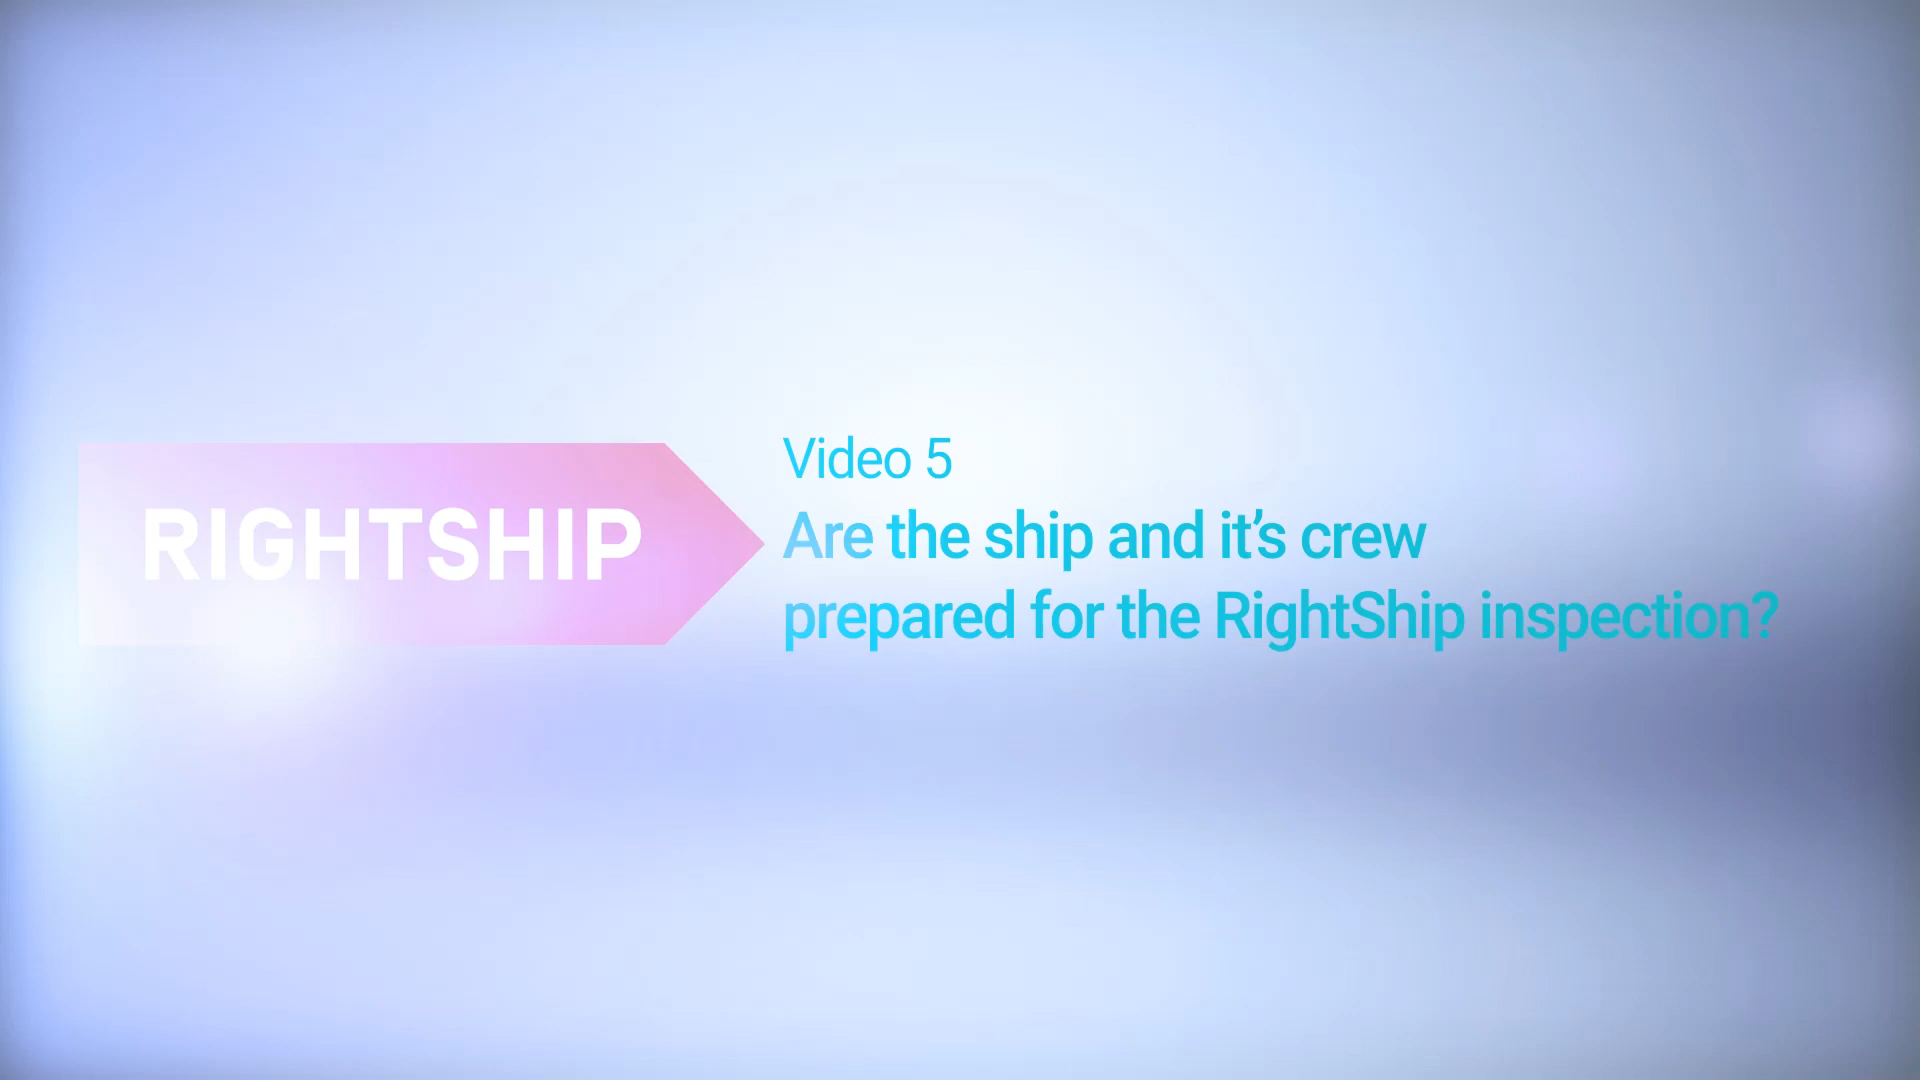 RIGHTSHIP
Video 5
Are the ship and it’s crew
prepared for the RightShip inspection?